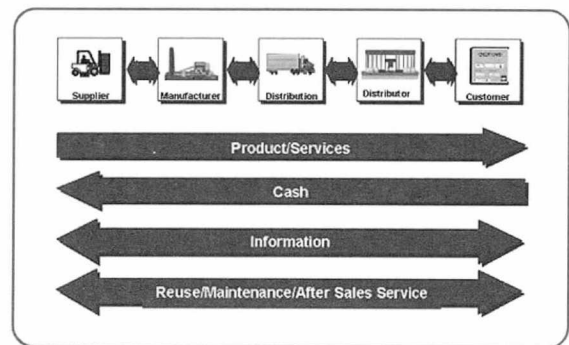 Supplier
Manufacturer
Distribution
Distributor
Customer
Product/Services
Cash
Information
Reuse/Maintenance/After Sales Service